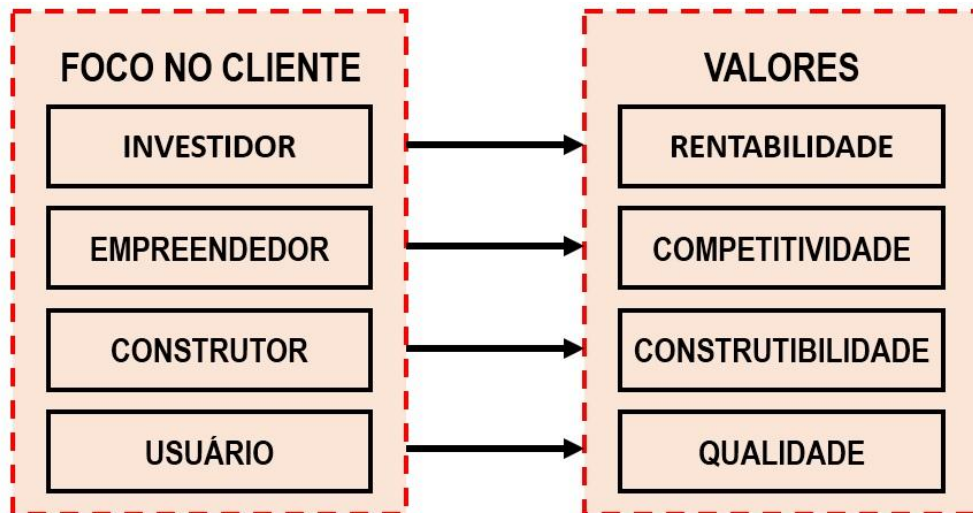 FOCO NO CLIENTE
INVESTIDOR
EMPREENDEDOR
CONSTRUTOR
USUÁRIO
VALORES
RENTABILIDADE
COMPETITIVIDADE
CONSTRUTIBILIDADE
QUALIDADE